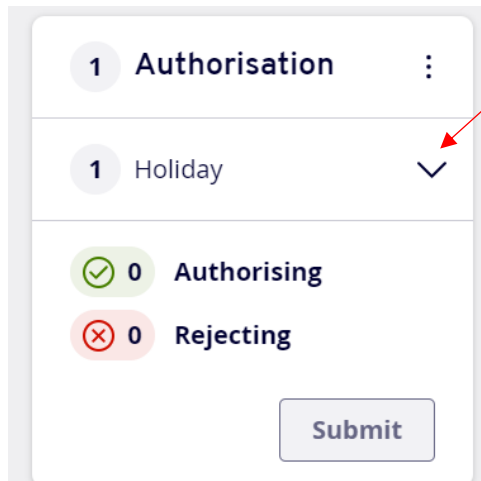 1 Authorisation
1 Holiday
0 Authorising
0 Rejecting
Submit